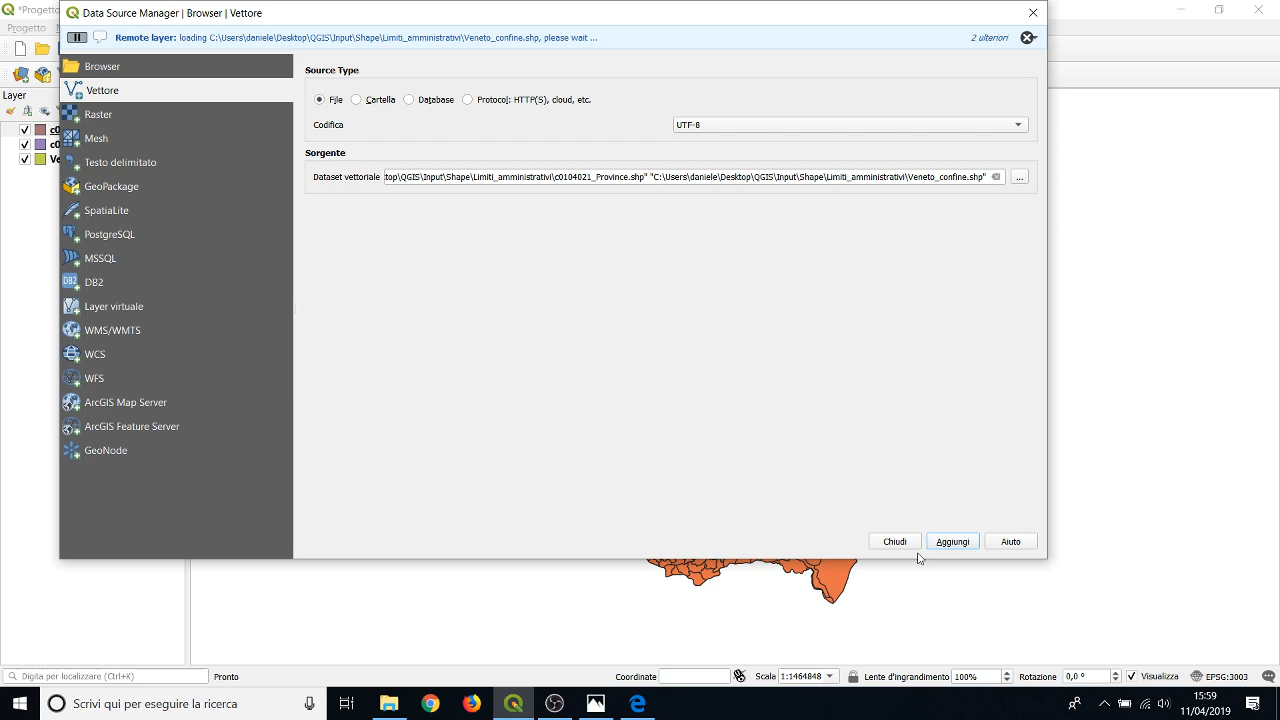 *Progetto
Data Source Manager | Browser | Vettore
Progetto
Remote layer: loading C:\Users\daniele\Desktop\QGIS\Input\Shape\Limiti_amministrativi\Veneto_confine.shp, please wait ...
2 ulteriori
Browser
Vettore
Raster
Mesh
Testo delimitato
GeoPackage
SpatiaLite
PostgreSQL
MSSQL
DB2
DB2
Layer virtuale
WMS/WMTS
WCS
WFS
ArcGIS Map Server
ArcGIS Feature Server
GeoNode
Layer
c0
c0
Ve
Source Type
File Cartella Database Protocol: HTTP(S), cloud, etc.
Codifica UTF-8
Sorgente
Dataset vettoriale top\QGIS\Input\Shape\Limiti_amministrativi\c0104021_Province.shp" "C:\Users\daniele\Desktop\QGIS\Input\Shape\Limiti_amministrativi\Veneto_confine.shp" ...
Chiudi Aggiungi Aiuto
Digita per localizzare (Ctrl+K) Pronto Coordinate Scala 1:1464848 Lente d'ingrandimento 100% Rotazione 0,0 ° Visualizza EPSG:3003
Scrivi qui per eseguire la ricerca
15:59
11/04/2019